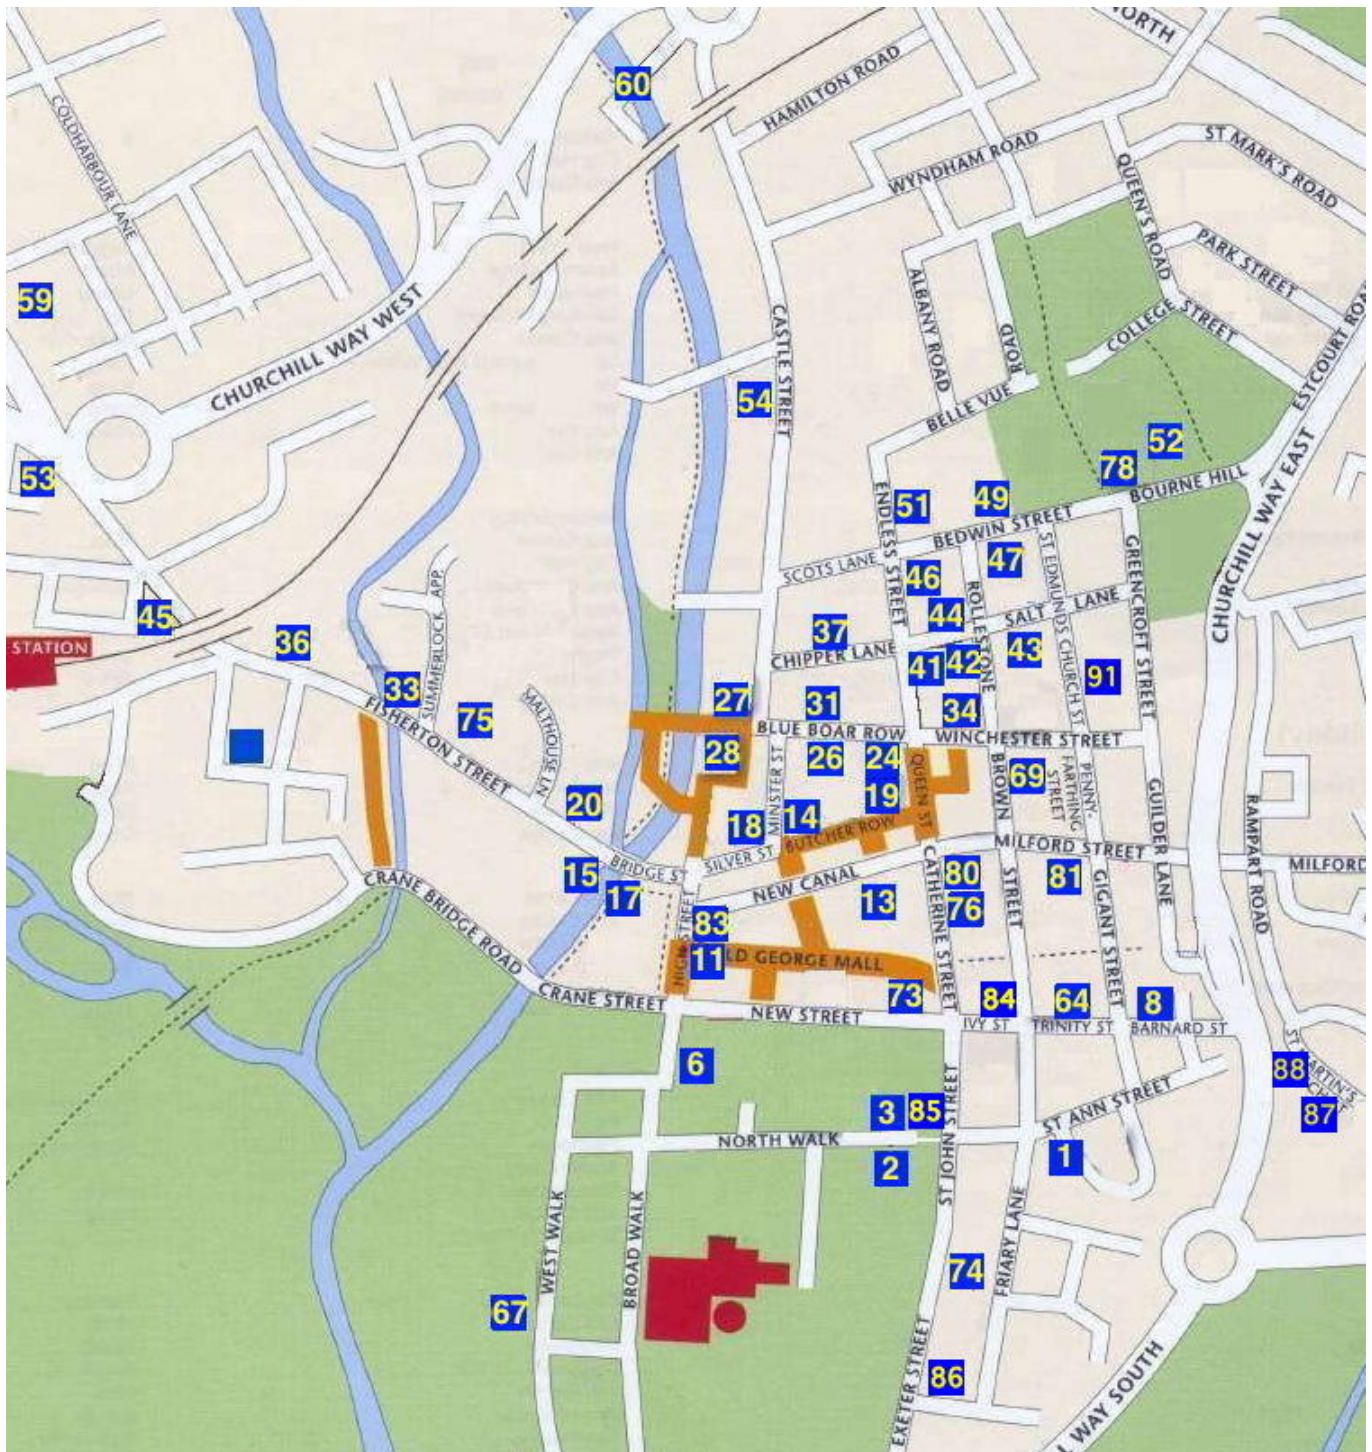 NORTH
60
HAMILTON ROAD
COLDHARBOUR LANE
ST MARK'S ROAD
WYNDHAM ROAD
QUEEN'S ROAD
PARK STREET
59
ALBANY ROAD
CHURCHILL WAY WEST
CASTLE STREET
ROAD
COLLEGE STREET
ESTCOURT ROAD
54
BELLE VUE
52
53
78
BOURNE HILL
51
49
ENDLESS STREET
BEDWIN STREET
CHURCHILL WAY EAST
SCOTS LANE
47
ST EDMUNDS CHURCH ST
GREENCROFT STREET
46
ROLLESTONE
SUMMERLOCK APP.
45
44
SALT LANE
STATION
36
37
CHIPPER LANE
41
42
43
91
33
FISHERTON STREET
75
MALTHOUSE LN
27
31
34
BLUE BOAR ROW
WINCHESTER STREET
28
MINSTER ST
26
24
QUEEN ST
BROWN
69
PENNY-
FARTHING
STREET
GUILDER LANE
RAMPART ROAD
20
18
14
19
BUTCHER ROW
MILFORD STREET
MILFORD
BRIDGE ST
SILVER ST
15
17
NEW CANAL
13
CATHERINE STREET
80
STREET
81
GIGANT STREET
CRANE BRIDGE ROAD
83
76
HIGH STREET
11
OLD GEORGE MALL
CRANE STREET
NEW STREET
73
84
64
8
IVY ST
TRINITY ST
BARNARD ST
6
ST MARTIN'S
88
3
85
ST JOHN STREET
ST ANN STREET
87
NORTH WALK
2
1
WEST WALK
BROAD WALK
74
FRIARY LANE
67
EXETER STREET
86
L WAY SOUTH